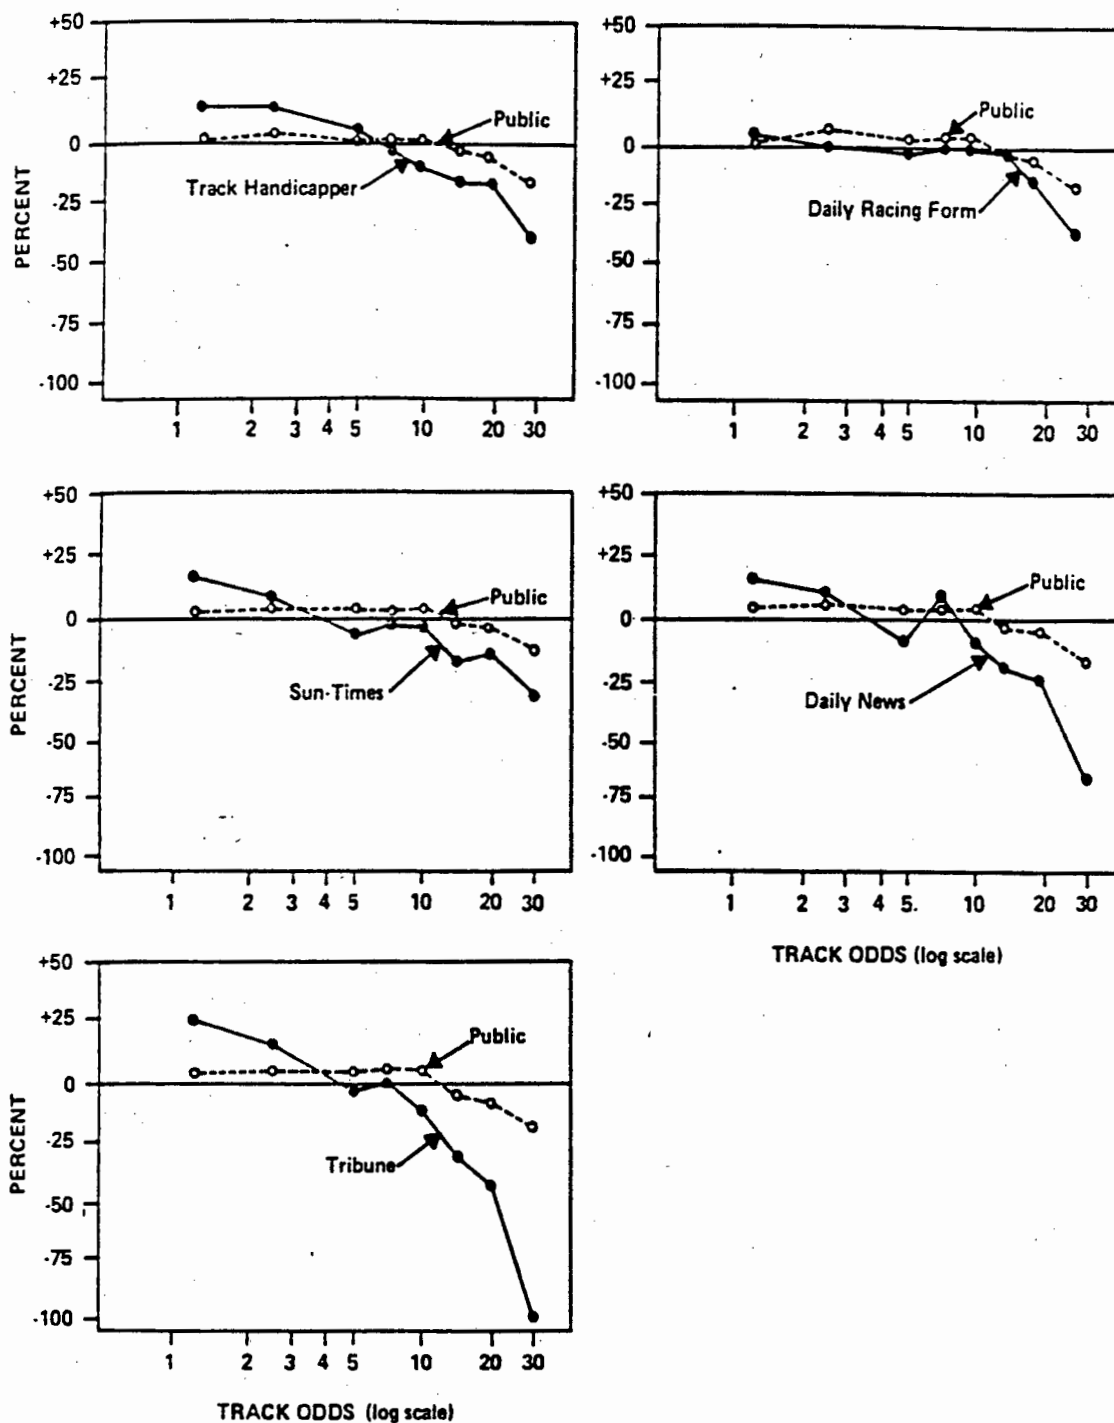 +50
+25
0
-25
-50
-75
-100
PERCENT
Public
Track Handicapper
1 2 3 4 5 10 20 30
+50
+25
0
-25
-50
-75
-100
Public
Daily Racing Form
1 2 3 4 5 10 20 30
+50
+25
0
-25
-50
-75
-100
PERCENT
Public
Sun-Times
1 2 3 4 5 10 20 30
+50
+25
0
-25
-50
-75
-100
Public
Daily News
1 2 3 4 5. 10 20 30
TRACK ODDS (log scale)
+50
+25
0
-25
-50
-75
-100
PERCENT
Public
Tribune
1 2 3 4 5 10 20 30
TRACK ODDS (log scale)